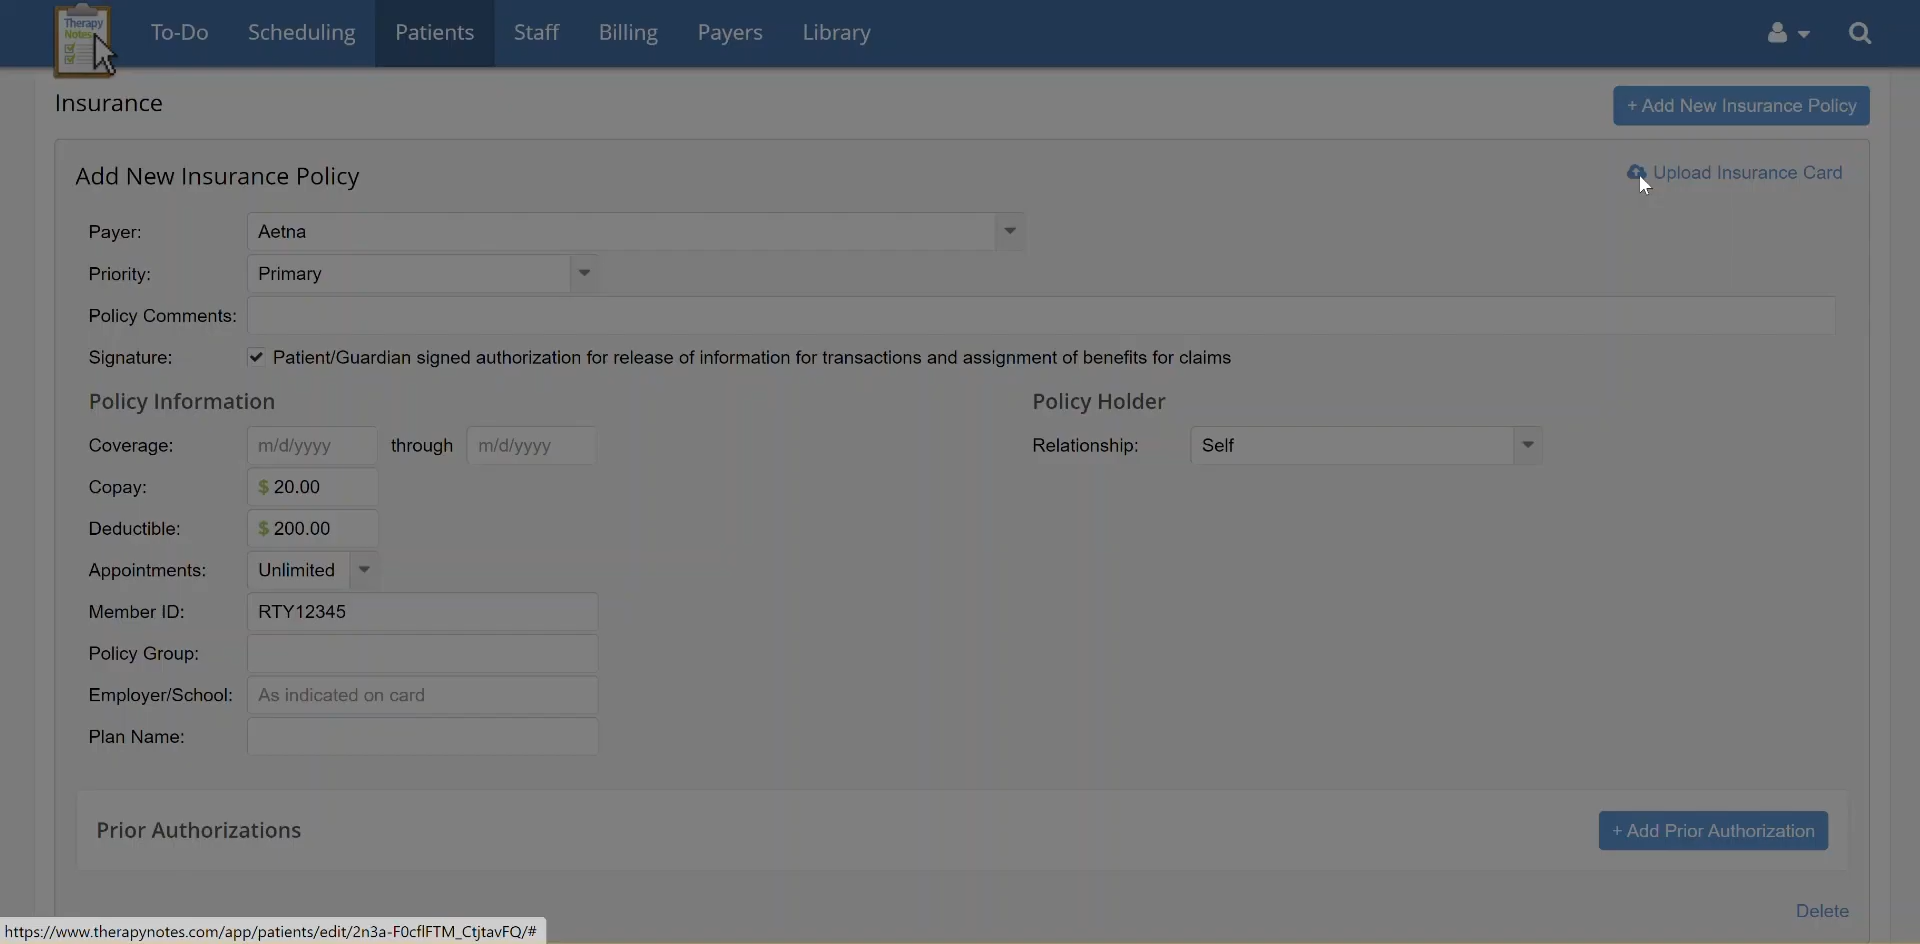 Therapy
Notes
To-Do Scheduling Patients Staff Billing Payers Library
Insurance
+ Add New Insurance Policy
Add New Insurance Policy
Upload Insurance Card
Payer: Aetna
Priority: Primary
Policy Comments:
Signature: Patient/Guardian signed authorization for release of information for transactions and assignment of benefits for claims
Policy Information
Policy Holder
Coverage: m/d/yyyy through m/d/yyyy
Relationship: Self
Copay: $ 20.00
Deductible: $ 200.00
Appointments: Unlimited
Member ID: RTY12345
Policy Group:
Employer/School: As indicated on card
Plan Name:
Prior Authorizations
+ Add Prior Authorization
Delete
https://www.therapynotes.com/app/patients/edit/2n3a-F0cflFTM_CtjtavFQ/#